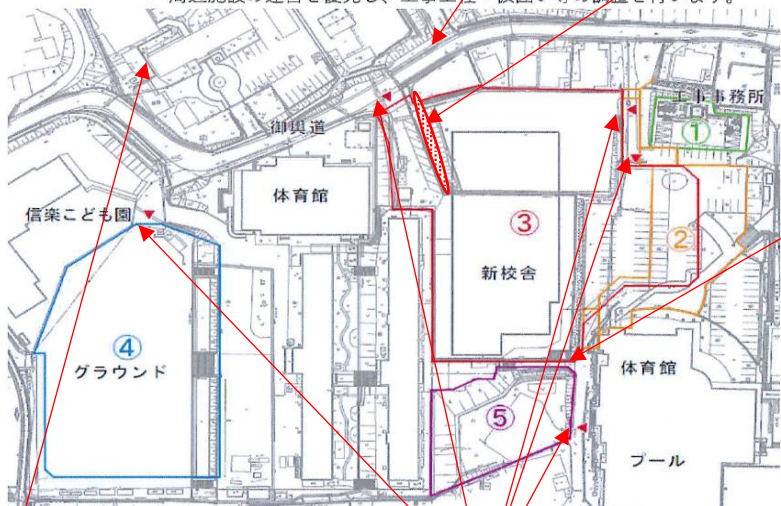 周辺施設の運営を優先し、工事工程・仮囲い等の調整を行います。
工事事務所
①
御輿道
体育館
信楽こども園
③
②
新校舎
④
グラウンド
体育館
⑤
プール